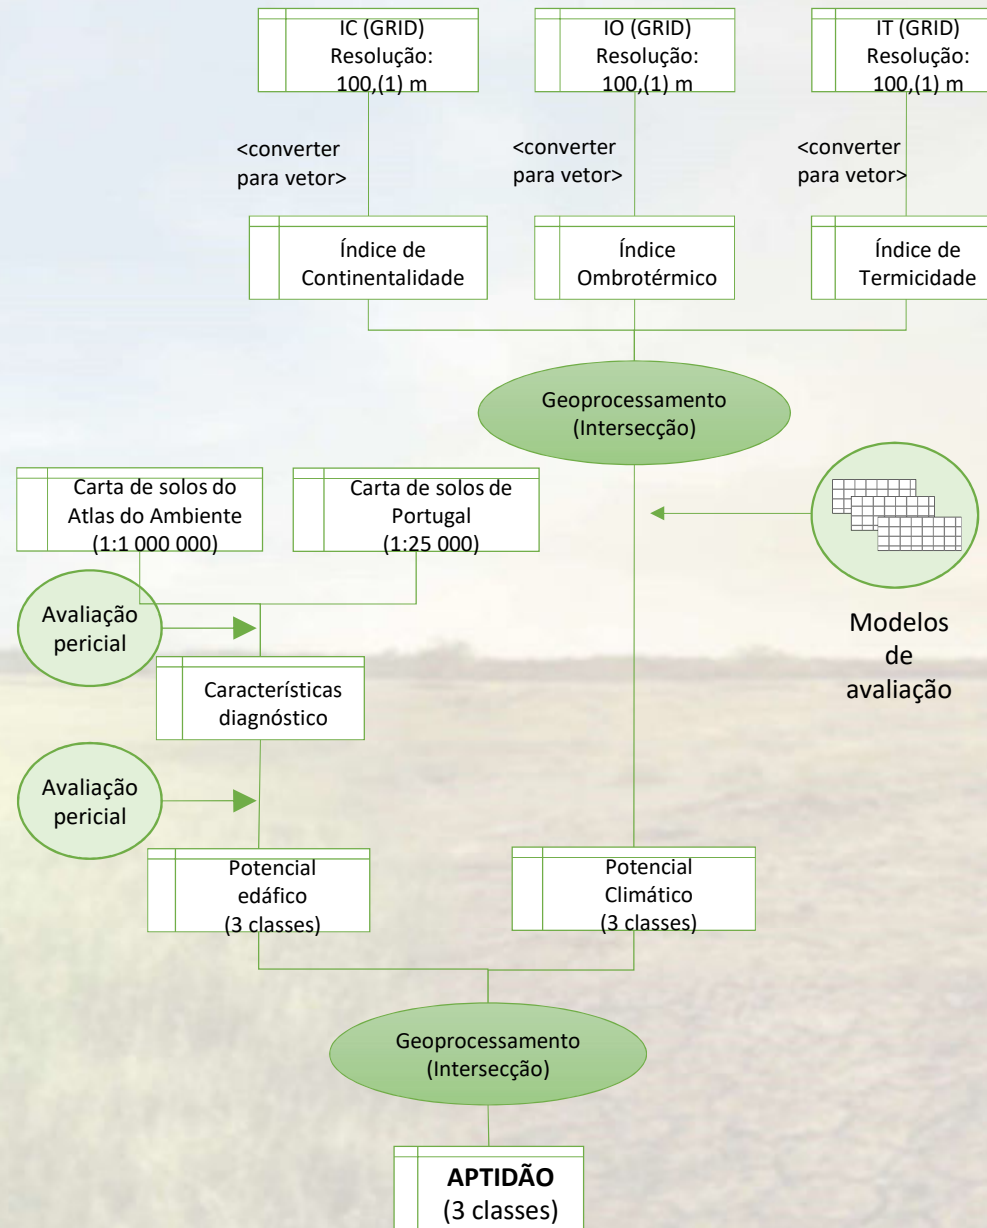 IC (GRID)
Resolução:
100,(1) m
IO (GRID)
Resolução:
100,(1) m
IT (GRID)
Resolução:
100,(1) m
<converter
para vetor>
<converter
para vetor>
<converter
para vetor>
Índice de
Continentalidade
Índice
Ombrotérmico
Índice de
Termicidade
Geoprocessamento
(Intersecção)
Carta de solos do
Atlas do Ambiente
(1:1 000 000)
Carta de solos de
Portugal
(1:25 000)
Avaliação
pericial
Modelos
de
avaliação
Características
diagnóstico
Avaliação
pericial
Potencial
edáfico
(3 classes)
Potencial
Climático
(3 classes)
Geoprocessamento
(Intersecção)
APTIDÃO
(3 classes)